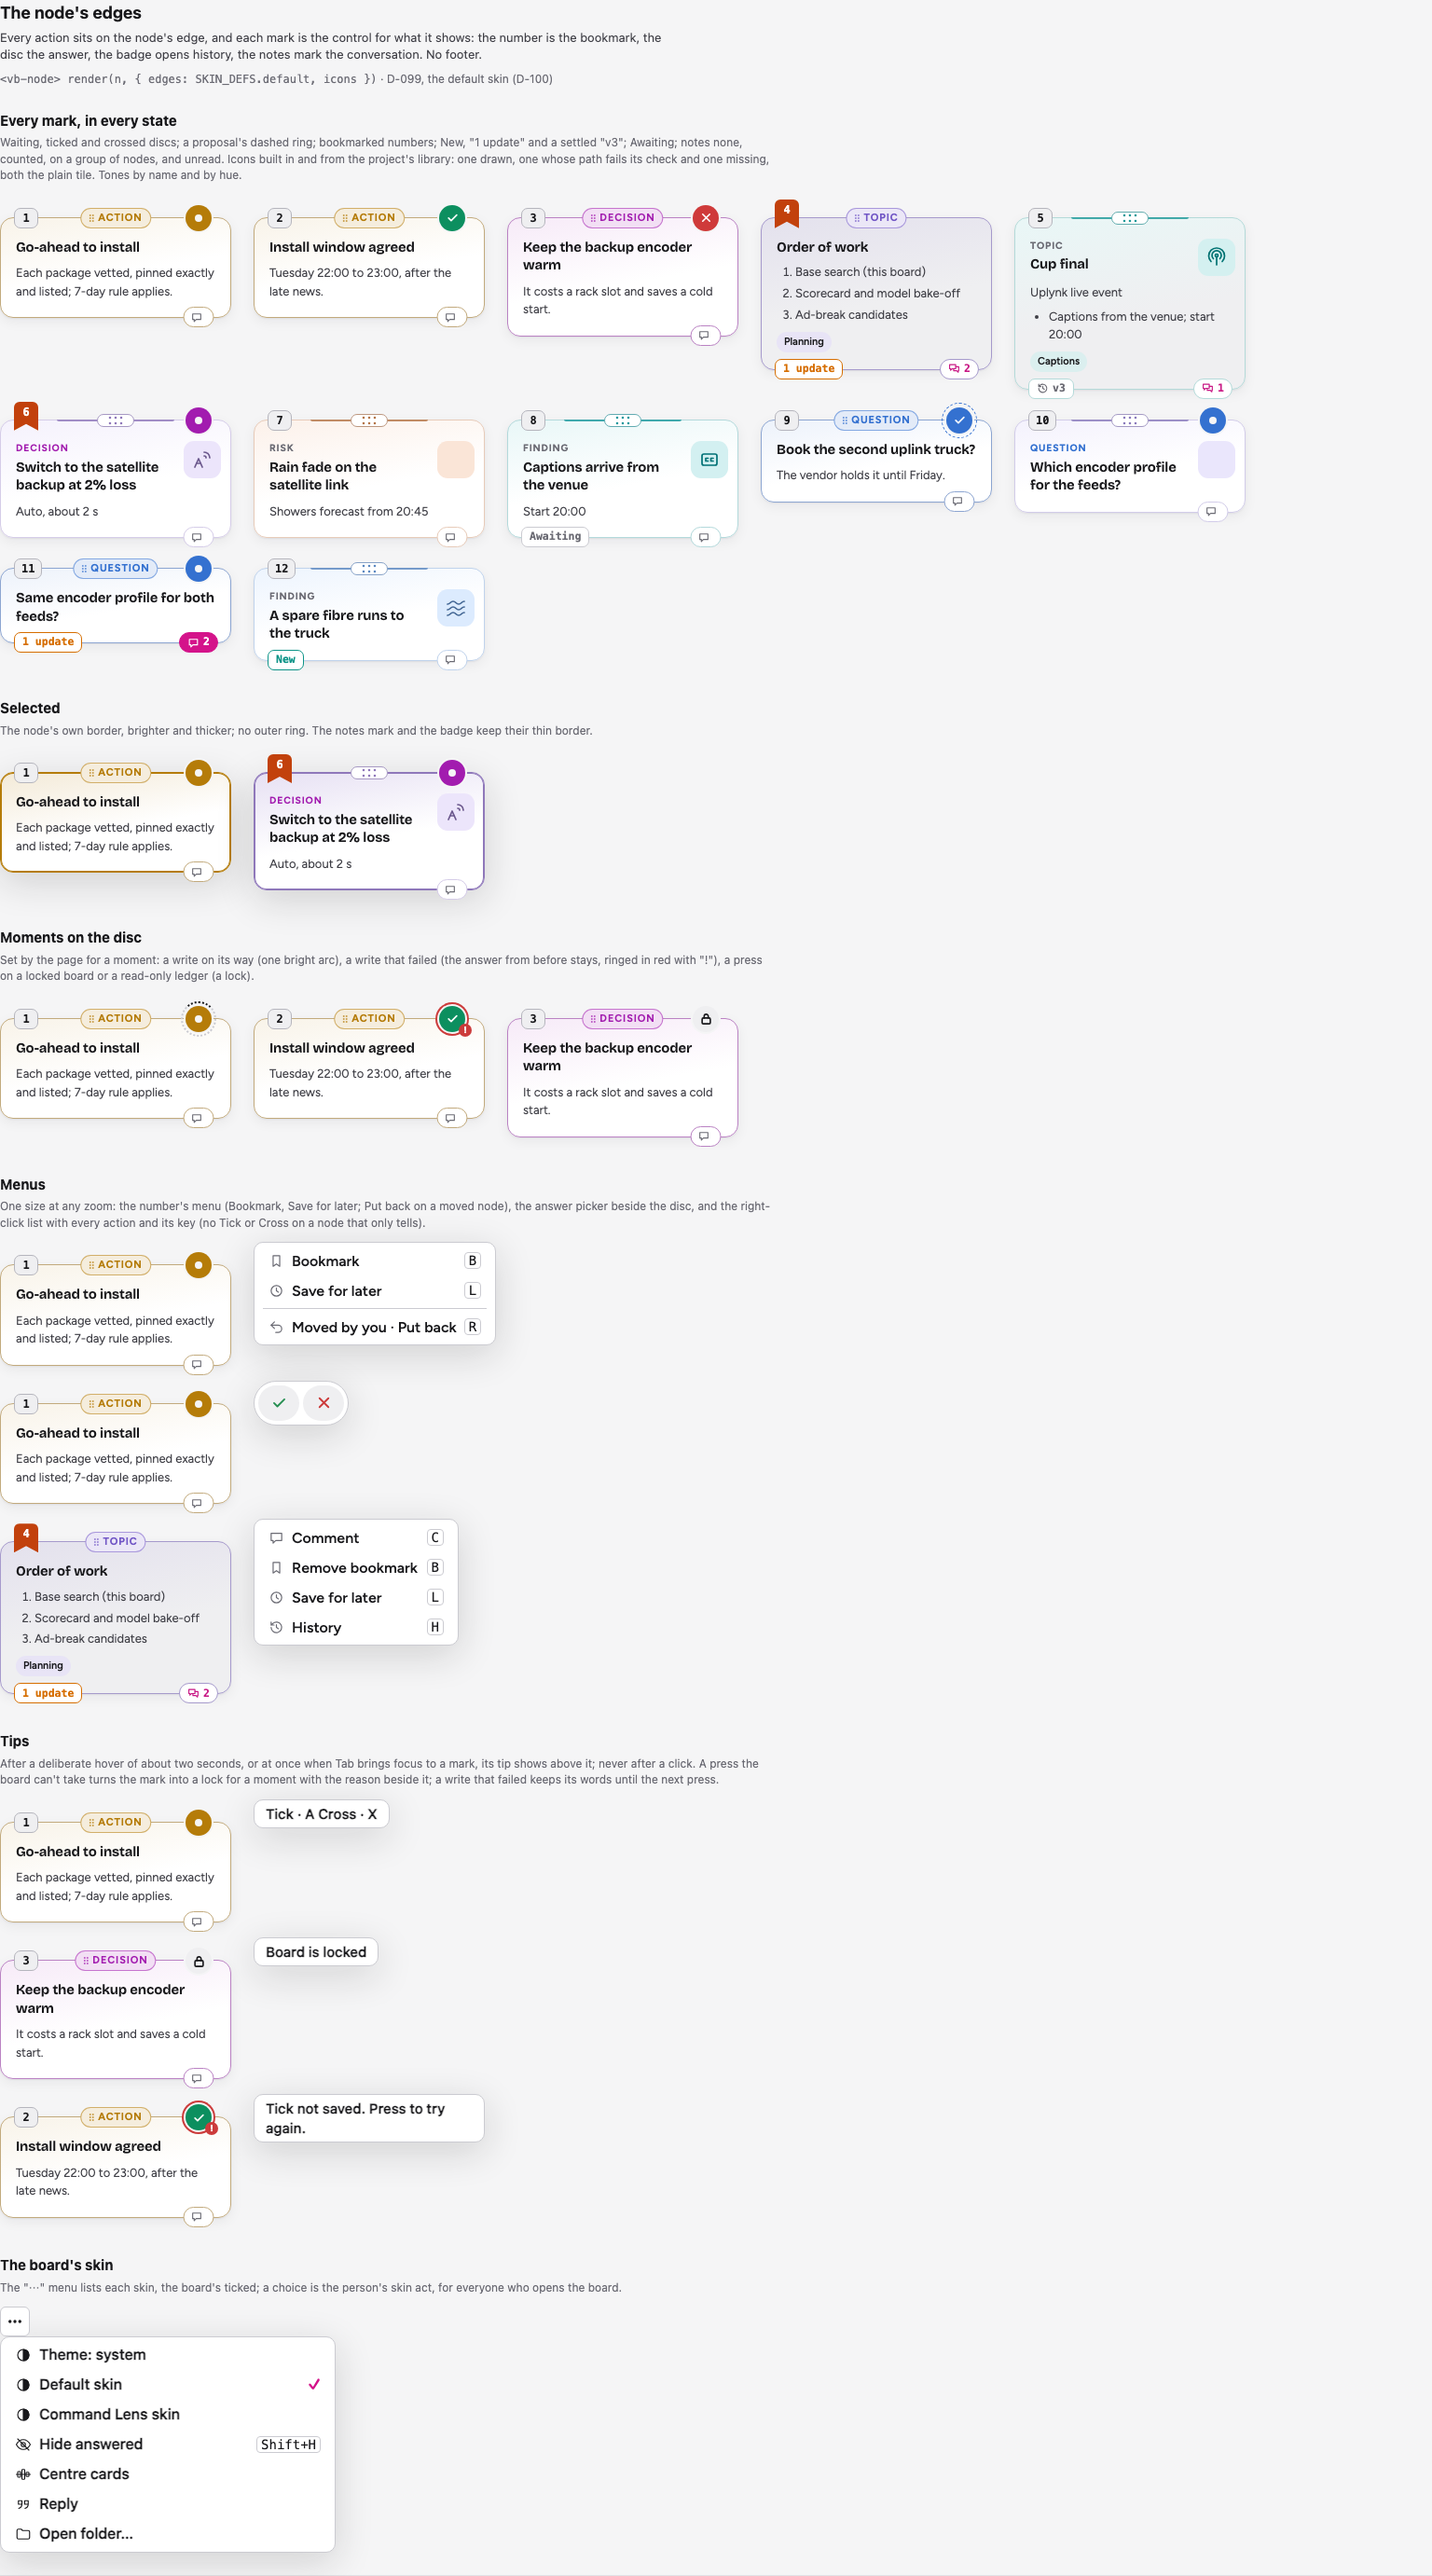 The node's edges
Every action sits on the node's edge, and each mark is the control for what it shows: the number is the bookmark, the
disc the answer, the badge opens history, the notes mark the conversation. No footer.
<vb-node> render(n, { edges: SKIN_DEFS.default, icons }) · D-099, the default skin (D-100)
Every mark, in every state
Waiting, ticked and crossed discs; a proposal's dashed ring; bookmarked numbers; New, "1 update" and a settled "v3"; Awaiting; notes none,
counted, on a group of nodes, and unread. Icons built in and from the project's library: one drawn, one whose path fails its check and one missing,
both the plain tile. Tones by name and by hue.
1
ACTION
Go-ahead to install
Each package vetted, pinned exactly
and listed; 7-day rule applies.
2
ACTION
Install window agreed
Tuesday 22:00 to 23:00, after the
late news.
3
DECISION
Keep the backup encoder
warm
It costs a rack slot and saves a cold
start.
4
TOPIC
Order of work
1. Base search (this board)
2. Scorecard and model bake-off
3. Ad-break candidates
Planning
1 update
2
5
TOPIC
Cup final
Uplynk live event
• Captions from the venue; start
20:00
Captions
v3
1
6
DECISION
Switch to the satellite
backup at 2% loss
Auto, about 2 s
7
RISK
Rain fade on the
satellite link
Showers forecast from 20:45
8
FINDING
Captions arrive from
the venue
Start 20:00
Awaiting
9
QUESTION
Book the second uplink truck?
The vendor holds it until Friday.
10
QUESTION
Which encoder profile
for the feeds?
11
QUESTION
Same encoder profile for both
feeds?
1 update
2
12
FINDING
A spare fibre runs to
the truck
New
Selected
The node's own border, brighter and thicker; no outer ring. The notes mark and the badge keep their thin border.
1
ACTION
Go-ahead to install
Each package vetted, pinned exactly
and listed; 7-day rule applies.
6
DECISION
Switch to the satellite
backup at 2% loss
Auto, about 2 s
Moments on the disc
Set by the page for a moment: a write on its way (one bright arc), a write that failed (the answer from before stays, ringed in red with "!"), a press
on a locked board or a read-only ledger (a lock).
1
ACTION
Go-ahead to install
Each package vetted, pinned exactly
and listed; 7-day rule applies.
2
ACTION
!
Install window agreed
Tuesday 22:00 to 23:00, after the
late news.
3
DECISION
Keep the backup encoder
warm
It costs a rack slot and saves a cold
start.
Menus
One size at any zoom: the number's menu (Bookmark, Save for later; Put back on a moved node), the answer picker beside the disc, and the right-
click list with every action and its key (no Tick or Cross on a node that only tells).
1
ACTION
Go-ahead to install
Each package vetted, pinned exactly
and listed; 7-day rule applies.
Bookmark B
Save for later L
Moved by you · Put back R
1
ACTION
Go-ahead to install
Each package vetted, pinned exactly
and listed; 7-day rule applies.
4
TOPIC
Order of work
1. Base search (this board)
2. Scorecard and model bake-off
3. Ad-break candidates
Planning
1 update
2
Comment C
Remove bookmark B
Save for later L
History H
Tips
After a deliberate hover of about two seconds, or at once when Tab brings focus to a mark, its tip shows above it; never after a click. A press the
board can't take turns the mark into a lock for a moment with the reason beside it; a write that failed keeps its words until the next press.
1
ACTION
Go-ahead to install
Each package vetted, pinned exactly
and listed; 7-day rule applies.
Tick · A Cross · X
3
DECISION
Keep the backup encoder
warm
It costs a rack slot and saves a cold
start.
Board is locked
2
ACTION
!
Install window agreed
Tuesday 22:00 to 23:00, after the
late news.
Tick not saved. Press to try
again.
The board's skin
The "···" menu lists each skin, the board's ticked; a choice is the person's skin act, for everyone who opens the board.
Theme: system
Default skin
Command Lens skin
Hide answered Shift+H
Centre cards
Reply
Open folder...